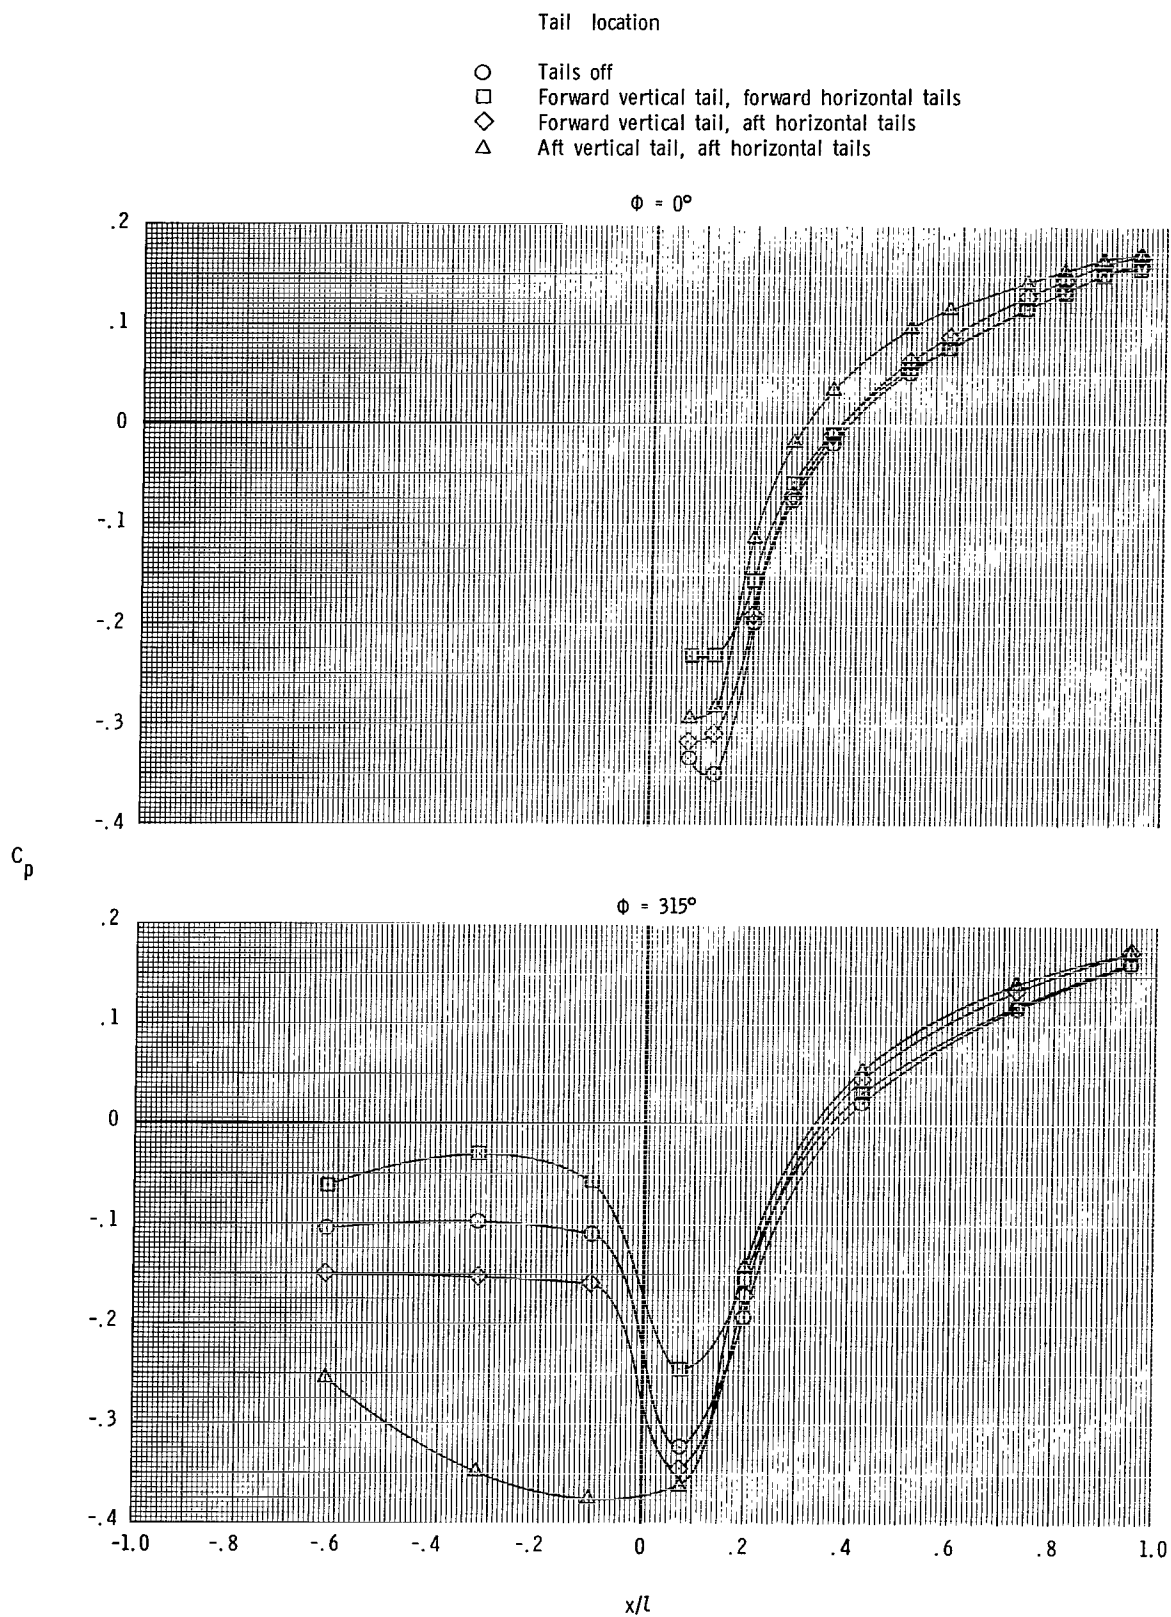 Tail location
Tails off
Forward vertical tail, forward horizontal tails
Forward vertical tail, aft horizontal tails
Aft vertical tail, aft horizontal tails
Φ = 0°
.2
.1
0
-.1
-.2
-.3
-.4
Cp
Φ = 315°
.2
.1
0
-.1
-.2
-.3
-.4
-1.0 -.8 -.6 -.4 -.2 0 .2 .4 .6 .8 1.0
x/l